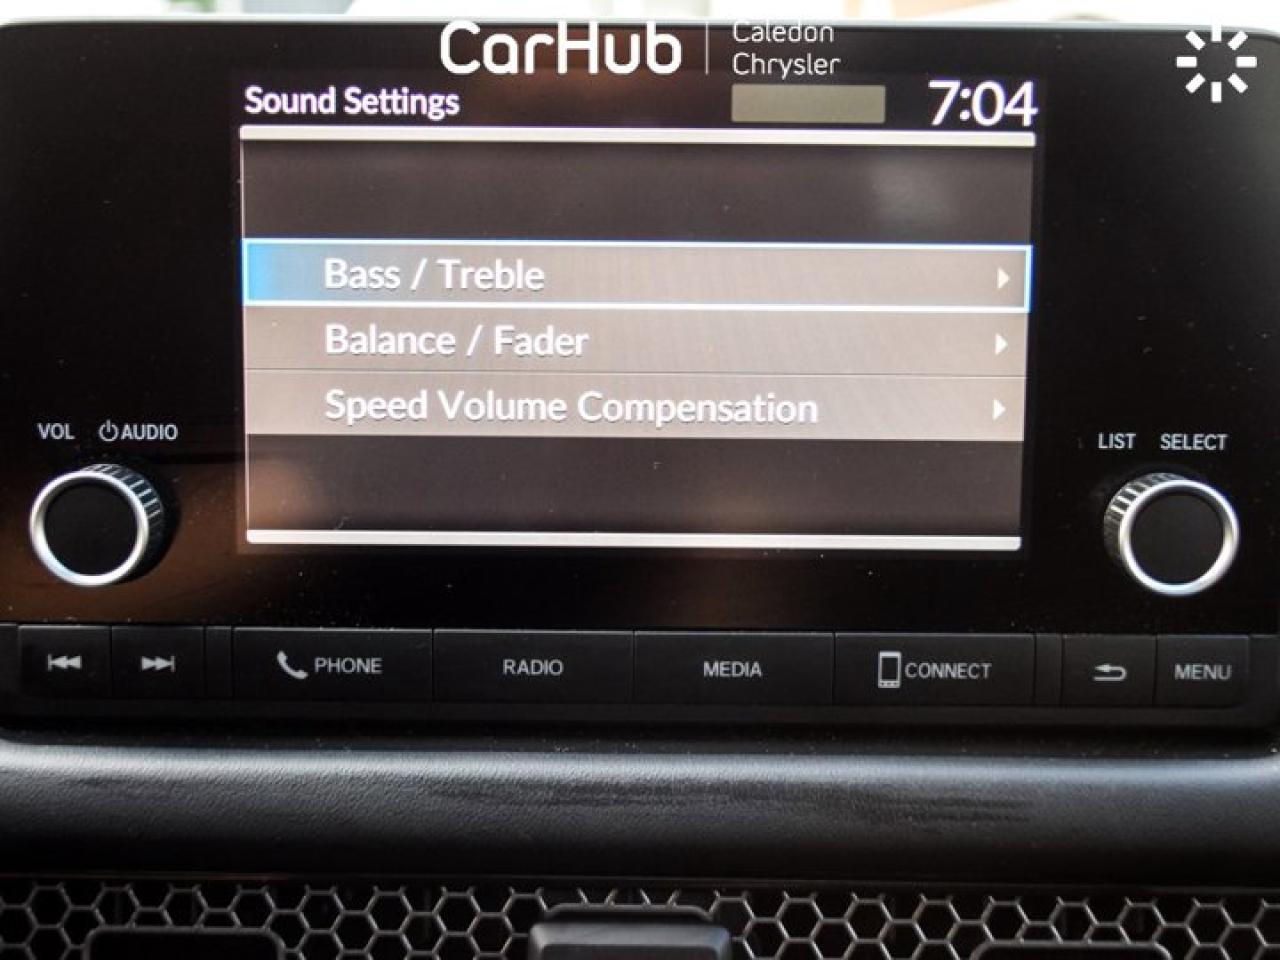 CarHub
Caledon
Chrysler
Sound Settings
7:04
Bass / Treble
Balance / Fader
Speed Volume Compensation
VOL AUDIO
LIST SELECT
PHONE RADIO MEDIA CONNECT MENU